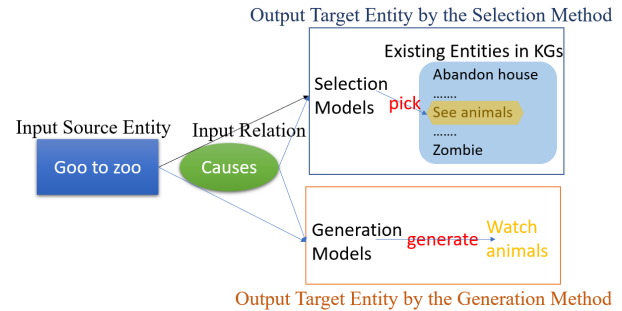 Output Target Entity by the Selection Method
Existing Entities in KGs
Abandon house
.......
See animals
.......
Zombie
Selection
Models
pick
Input Source Entity
Input Relation
Goo to zoo
Causes
Generation
Models
generate
Watch
animals
Output Target Entity by the Generation Method